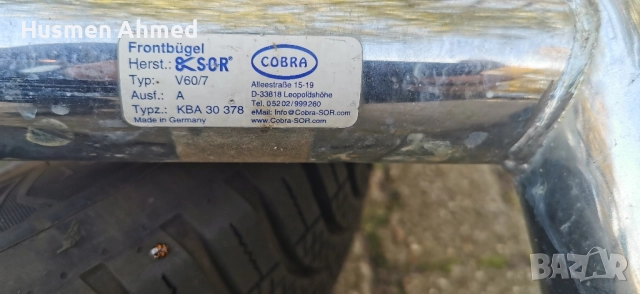 Husmen Ahmed
Frontbügel
Herst.: SOR
Typ: V60/7
Ausf.: A
Typz.: KBA 30 378
Made in Germany
COBRA
Alleestraße 15-19
D-33818 Leopoldshöhe
Tel. 05202/999260
eMail: Info@Cobra-SOR.com
www.Cobra-SOR.com
BAZAR